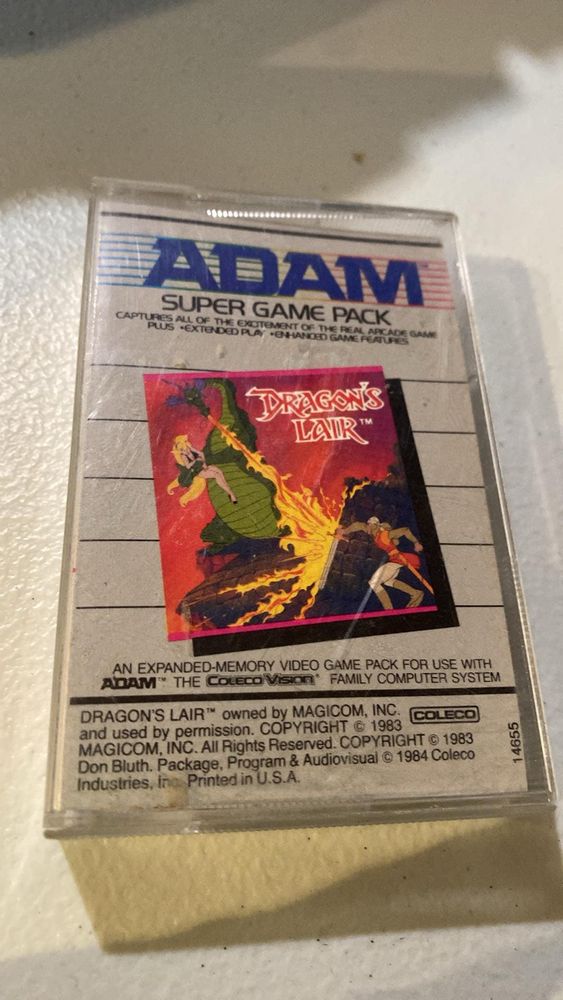 ADAM™
SUPER GAME PACK
CAPTURES ALL OF THE EXCITEMENT OF THE REAL ARCADE GAME
PLUS •EXTENDED PLAY •ENHANCED GAME FEATURES
DRAGON'S
LAIR™
AN EXPANDED-MEMORY VIDEO GAME PACK FOR USE WITH
ADAM™ THE COLECO VISION® FAMILY COMPUTER SYSTEM
DRAGON'S LAIR™ owned by MAGICOM, INC. COLECO
and used by permission. COPYRIGHT © 1983
MAGICOM, INC. All Rights Reserved. COPYRIGHT © 1983
Don Bluth. Package, Program & Audiovisual © 1984 Coleco
Industries, Inc. Printed in U.S.A.
14655